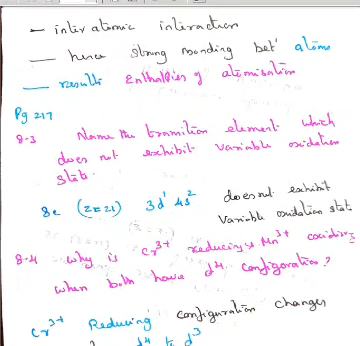 - interatomic interaction
- hence strong bonding bet' atoms
- results Enthalpies of atomisation
Pg 217
8-3 Name the transition element which
does not exhibit variable oxidation
state.
Sc (Z=21) 3d¹ 4s² does not exhibit
Variable oxidation state
8-4 why is Cr³⁺ reducing & Mn³⁺ oxidising
when both have d⁴ configuration?
Cr³⁺ Reducing configuration changes
d⁴ to d³